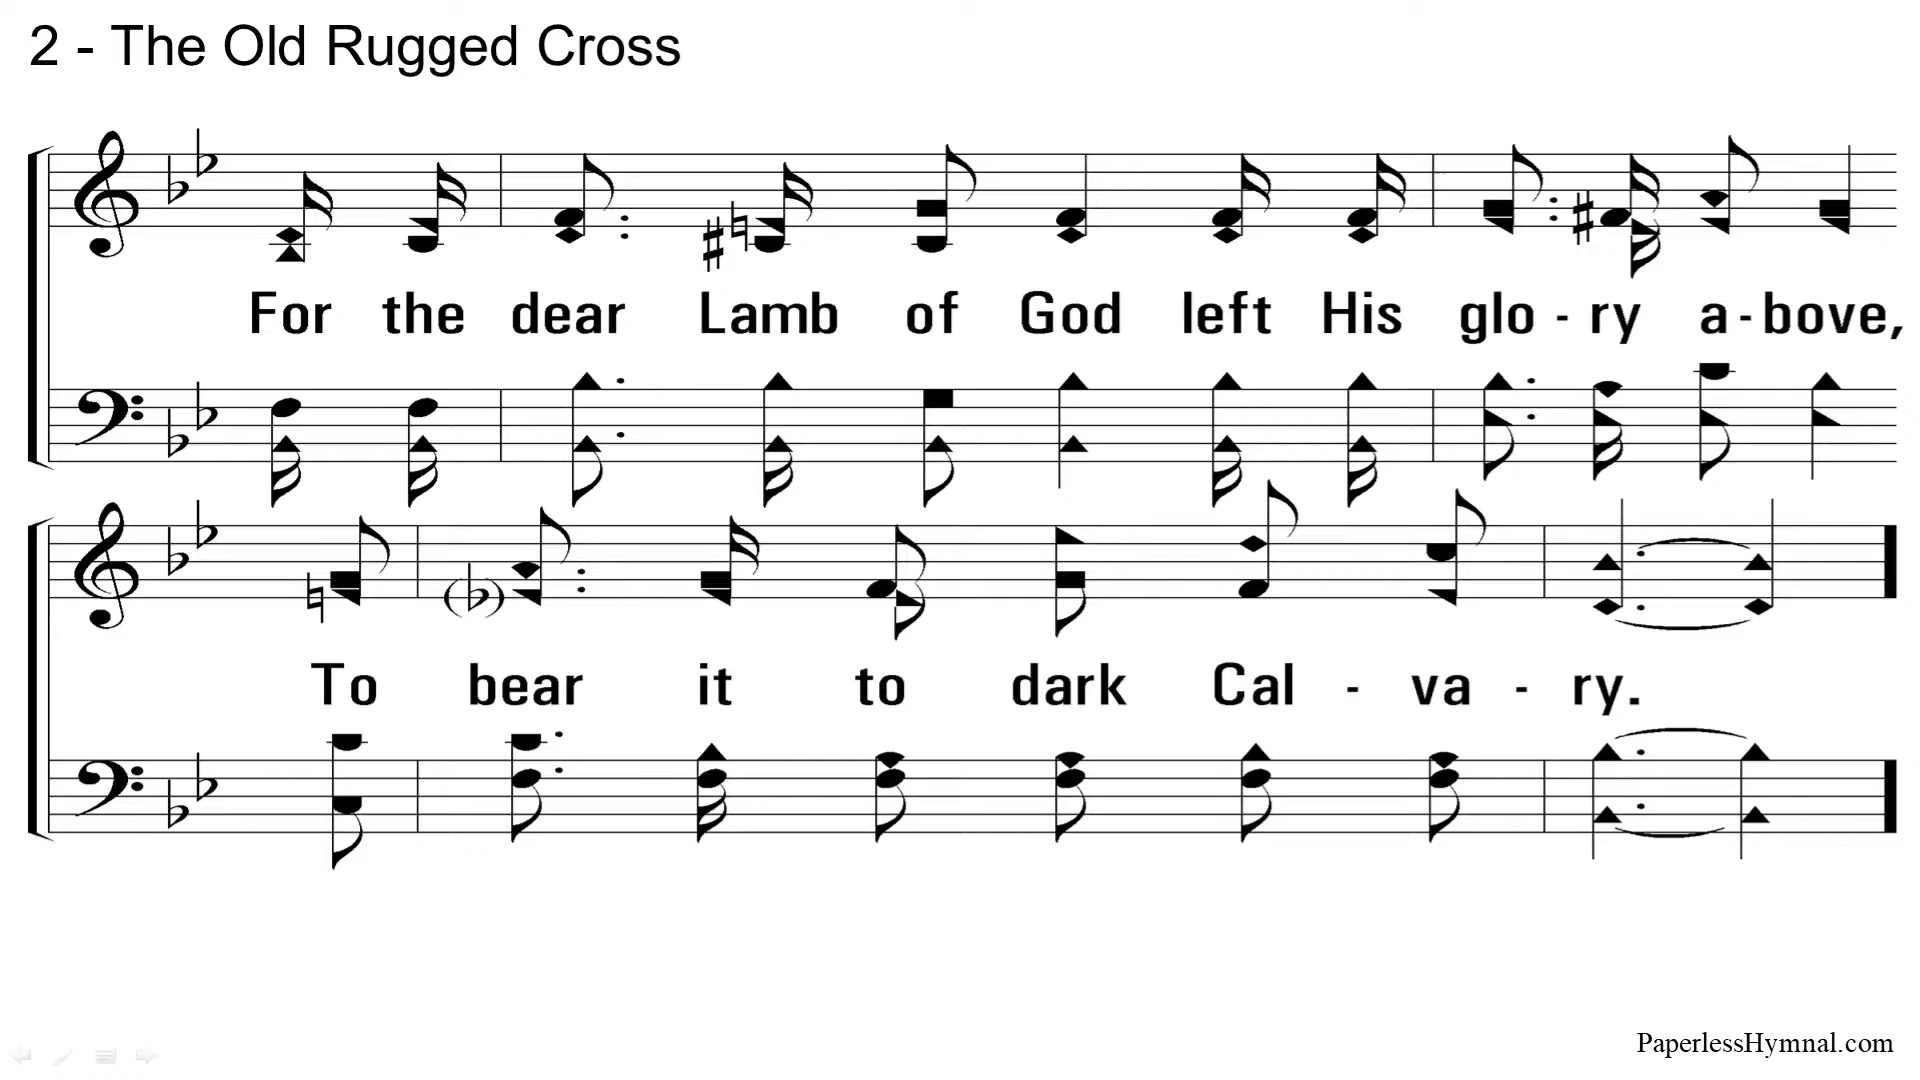 2 - The Old Rugged Cross
For the dear Lamb of God left His glo - ry a - bove,
To bear it to dark Cal - va - ry.
PaperlessHymnal.com